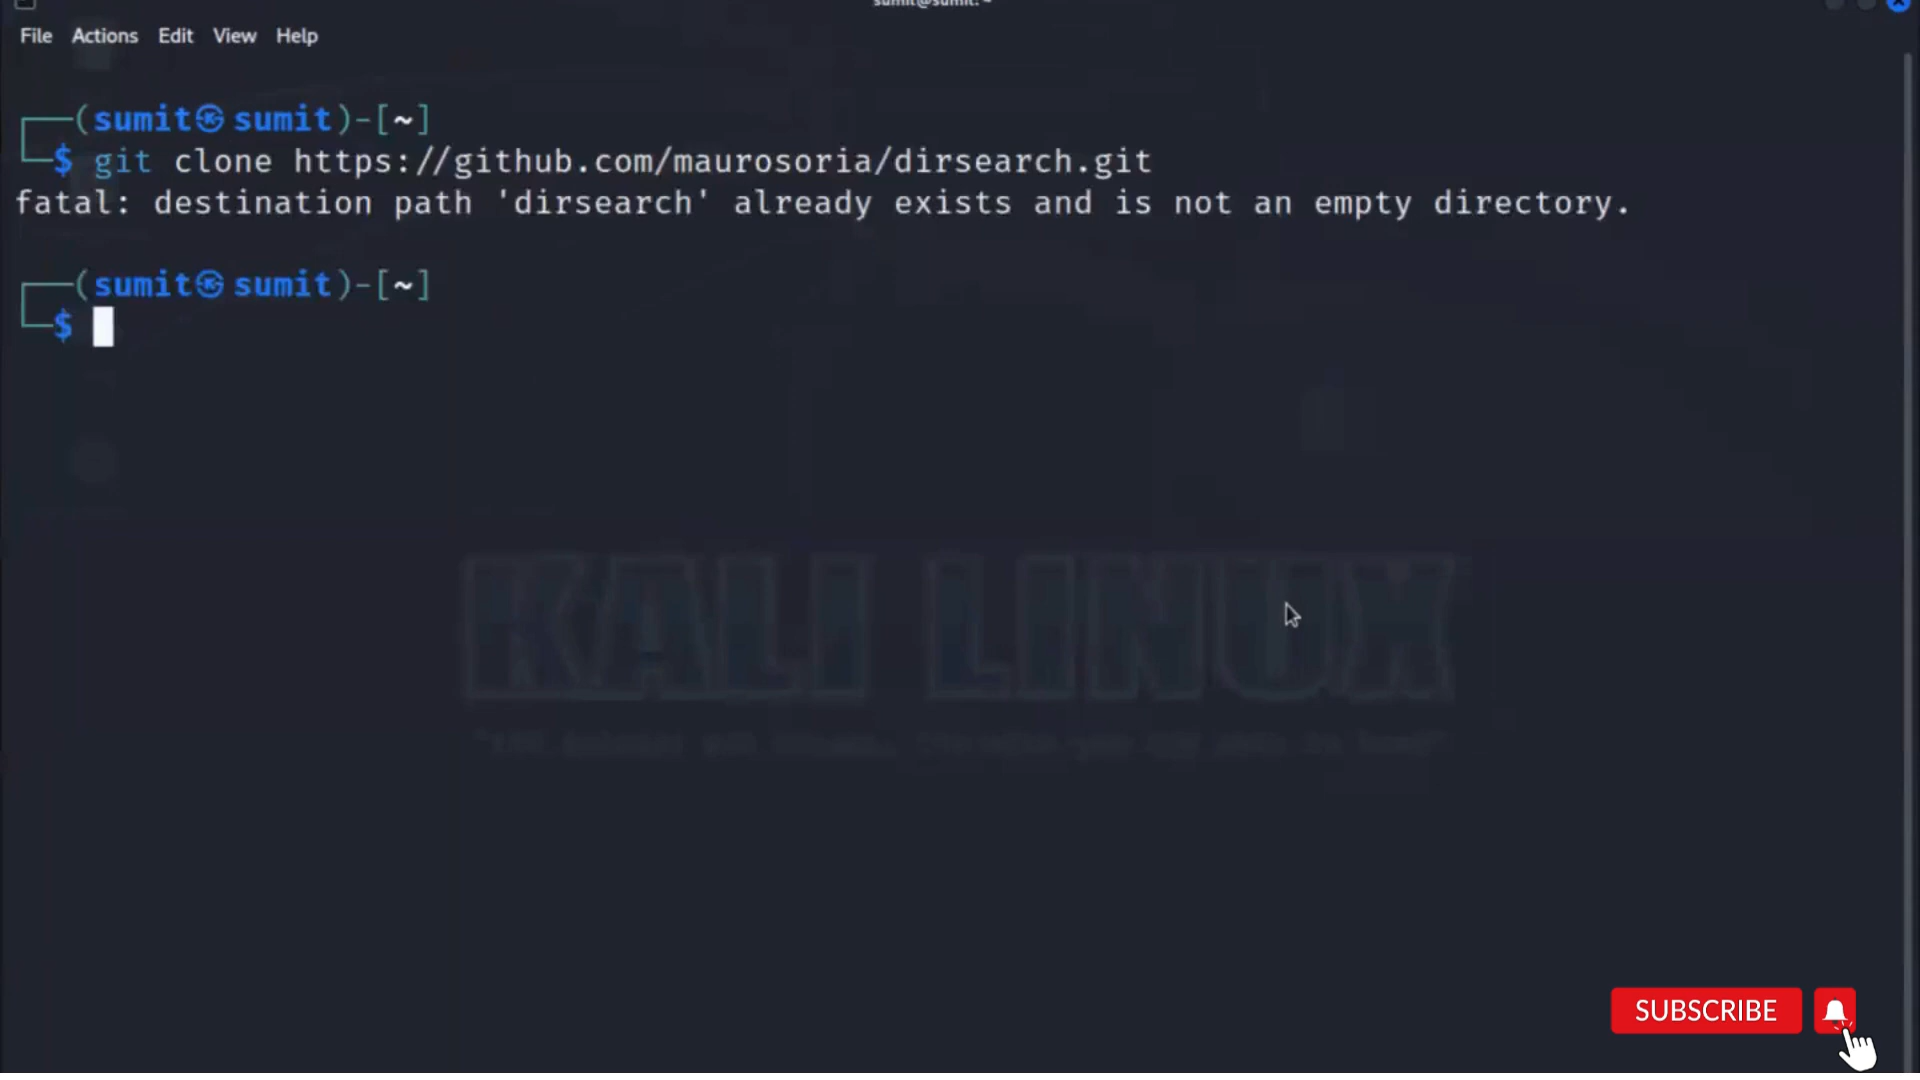 sumit@sumit: ~
File Actions Edit View Help
(sumit㉿sumit)-[~]
$ git clone https://github.com/maurosoria/dirsearch.git
fatal: destination path 'dirsearch' already exists and is not an empty directory.
(sumit㉿sumit)-[~]
$
KALI LINUX
SUBSCRIBE